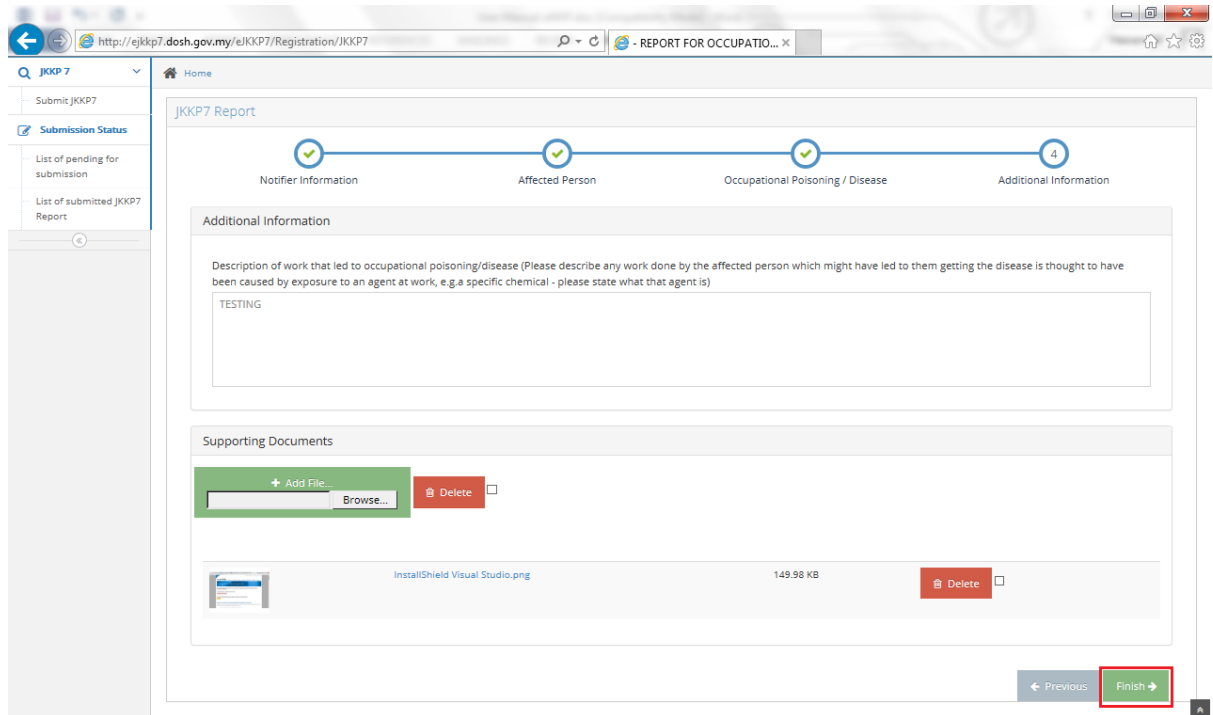 http://ejkkp7.dosh.gov.my/eJKKP7/Registration/JKKP7
- REPORT FOR OCCUPATIO...
JKKP 7
Home
Submit JKKP7
Submission Status
List of pending for
submission
List of submitted JKKP7
Report
JKKP7 Report
4
Notifier Information
Affected Person
Occupational Poisoning / Disease
Additional Information
Additional Information
Description of work that led to occupational poisoning/disease (Please describe any work done by the affected person which might have led to them getting the disease is thought to have
been caused by exposure to an agent at work, e.g.a specific chemical - please state what that agent is)
TESTING
Supporting Documents
+ Add File...
Browse...
Delete
InstallShield Visual Studio.png
149.98 KB
Delete
Previous
Finish